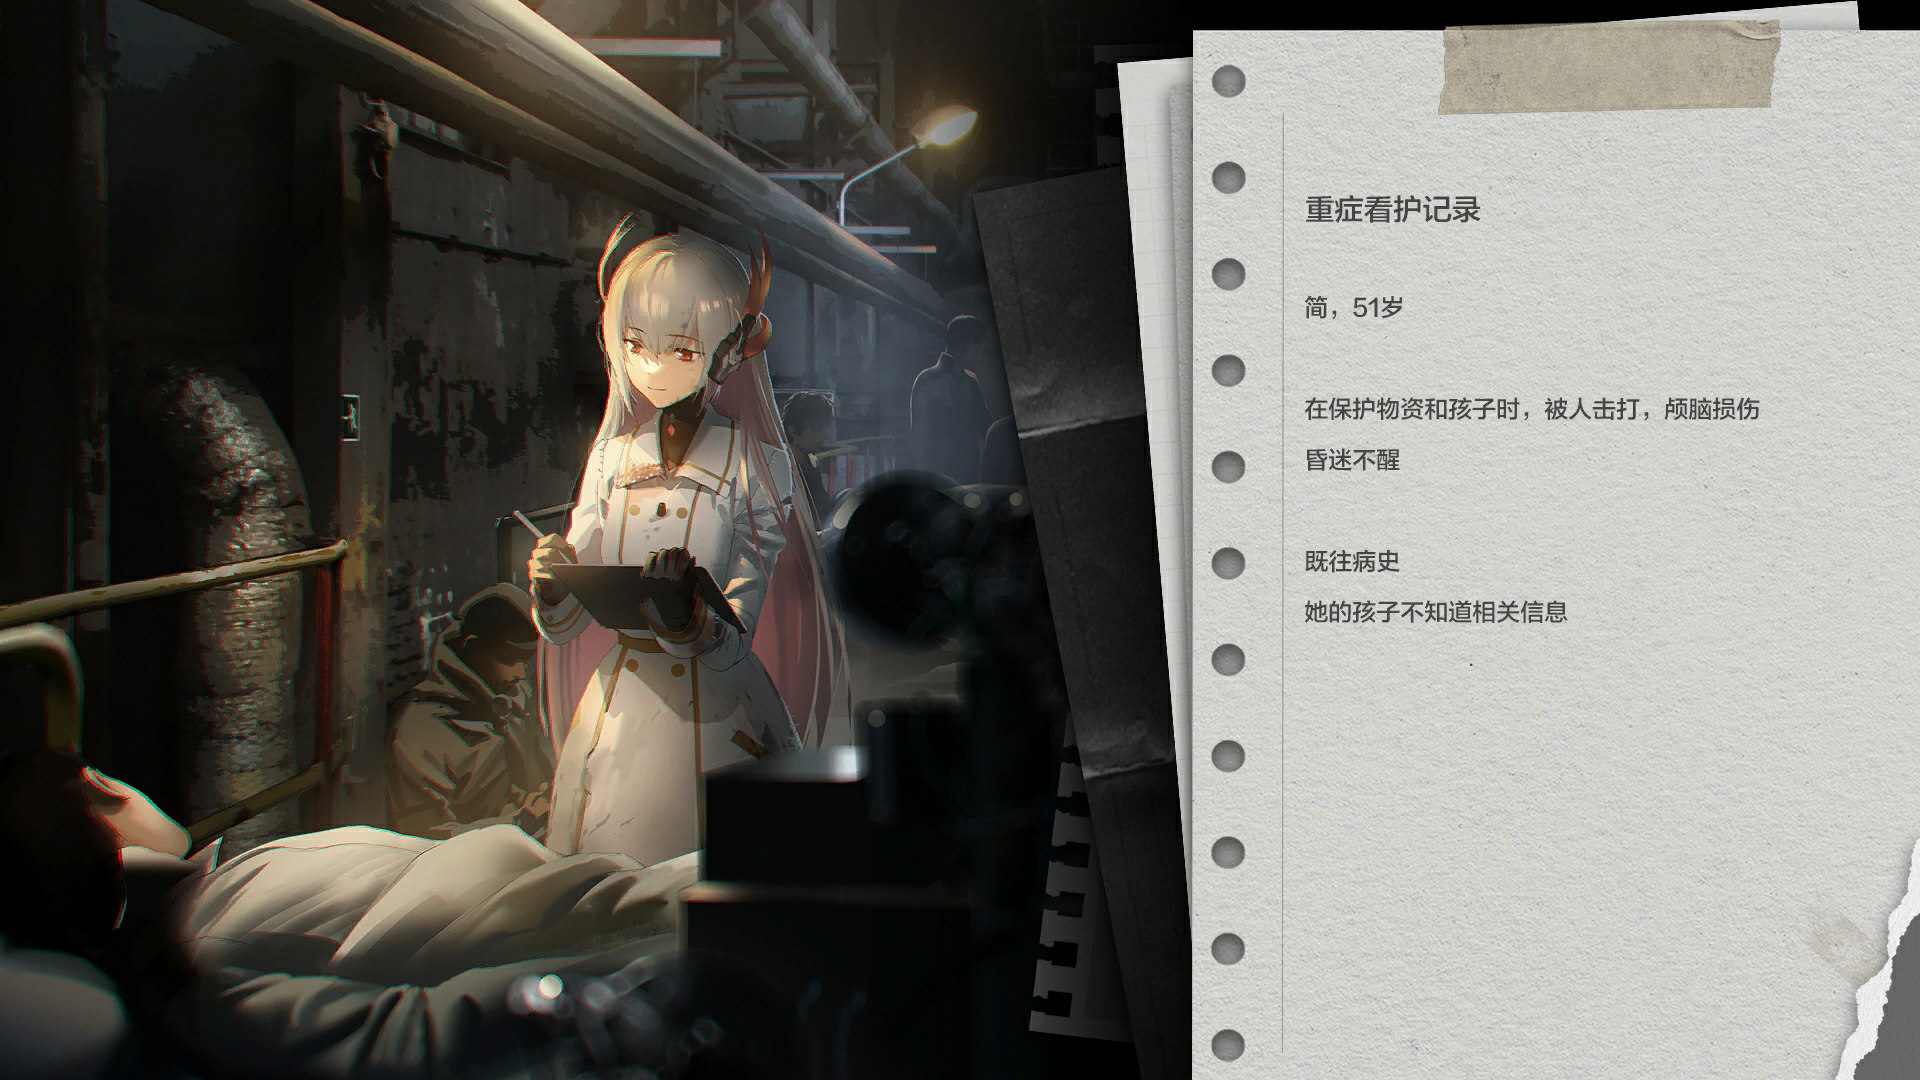 重症看护记录
简，51岁
在保护物资和孩子时，被人击打，颅脑损伤
昏迷不醒
既往病史
她的孩子不知道相关信息